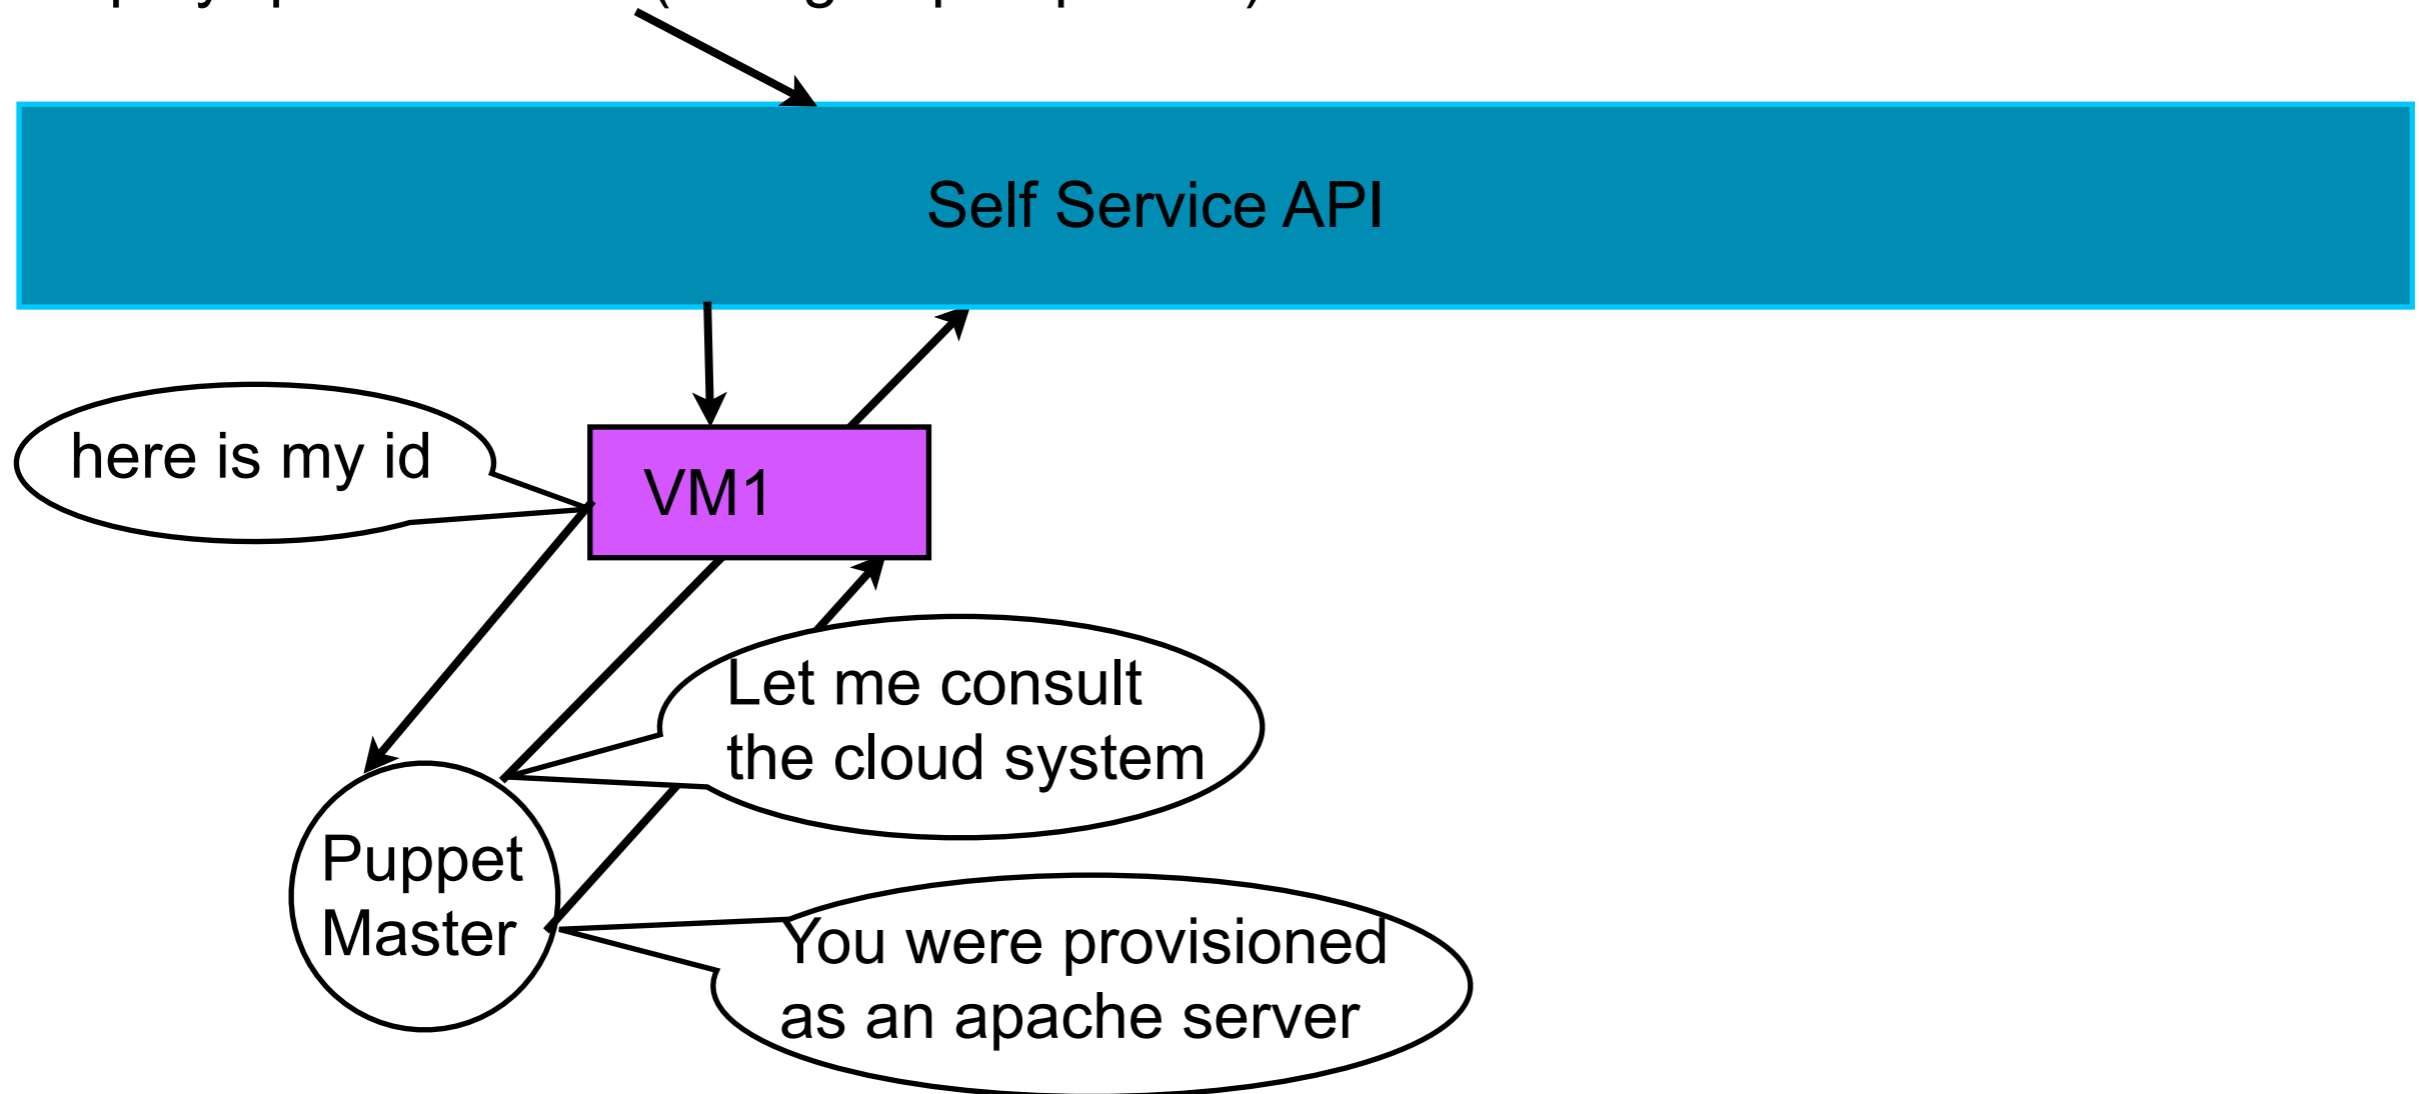 Self Service API
here is my id
VM1
Let me consult
the cloud system
Puppet
Master
You were provisioned
as an apache server